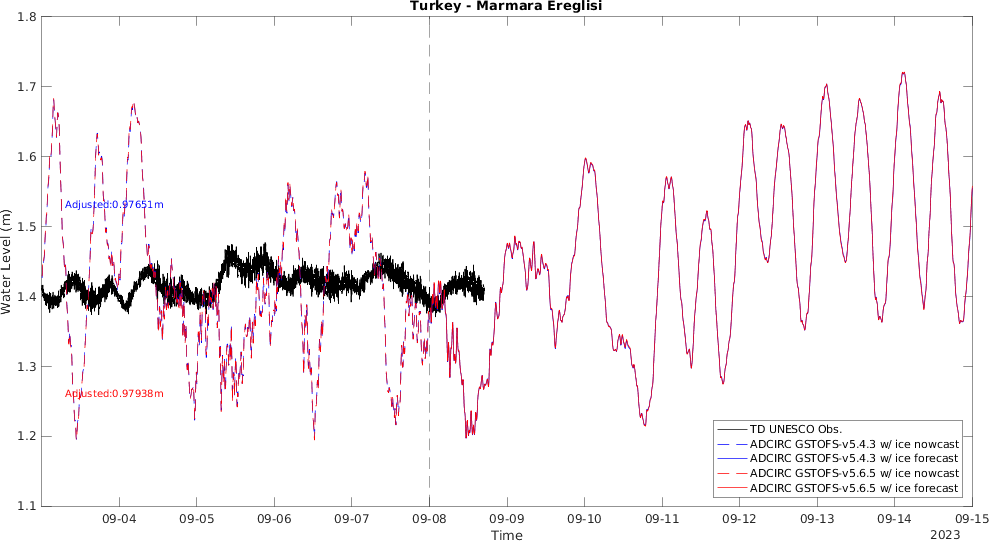 Turkey - Marmara Ereglisi
Water Level (m)
1.8
1.7
1.6
1.5
1.4
1.3
1.2
1.1
Adjusted:0.97651m
Adjusted:0.97938m
TD UNESCO Obs.
ADCIRC GSTOFS-v5.4.3 w/ ice nowcast
ADCIRC GSTOFS-v5.4.3 w/ ice forecast
ADCIRC GSTOFS-v5.6.5 w/ ice nowcast
ADCIRC GSTOFS-v5.6.5 w/ ice forecast
09-04 09-05 09-06 09-07 09-08 09-09 09-10 09-11 09-12 09-13 09-14 09-15
Time
2023